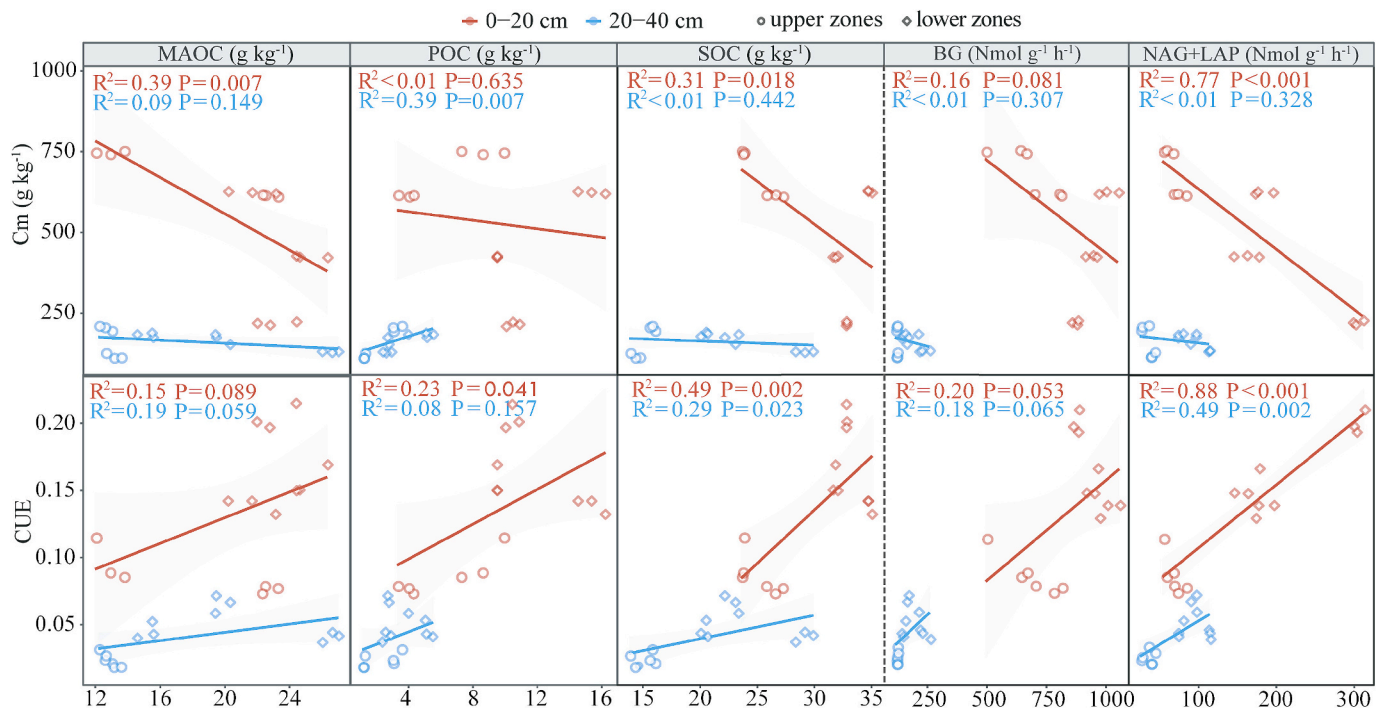 0−20 cm 20−40 cm upper zones lower zones
MAOC (g kg⁻¹) POC (g kg⁻¹) SOC (g kg⁻¹) BG (Nmol g⁻¹ h⁻¹) NAG+LAP (Nmol g⁻¹ h⁻¹)
R²=0.39 P=0.007 R²<0.01 P=0.635 R²=0.31 P=0.018 R²=0.16 P=0.081 R²=0.77 P<0.001
R²=0.09 P=0.149 R²=0.39 P=0.007 R²<0.01 P=0.442 R²<0.01 P=0.307 R²<0.01 P=0.328
1000
750
500
250
Cm (g kg⁻¹)
R²=0.15 P=0.089 R²=0.23 P=0.041 R²=0.49 P=0.002 R²=0.20 P=0.053 R²=0.88 P<0.001
R²=0.19 P=0.059 R²=0.08 P=0.157 R²=0.29 P=0.023 R²=0.18 P=0.065 R²=0.49 P=0.002
0.20
0.15
0.10
0.05
CUE
12 16 20 24 4 8 12 16 15 20 25 30 35 250 500 750 1000 100 200 300